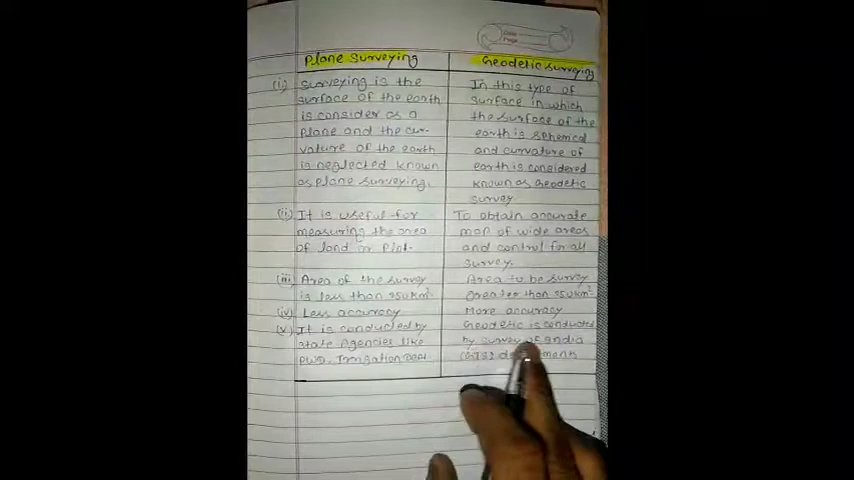 Date
Page
Plane Surveying
Geodetic surveying
(i) Surveying is the
surface of the earth
is consider as a
plane and the cur-
vature of the earth
is neglected known
as plane surveying.
In this type of
surface in which
the surface of the
earth is spherical
and curvature of
earth is considered
known as Geodetic
survey
(ii) It is useful for
measuring the area
of land or plot.
To obtain accurate
map of wide areas
and control for all
survey.
(iii) Area of the survey
is less than 250km²
Area to be survey
Greater than 250km²
(iv) Less accuracy
More accuracy
(v) It is conducted by
state Agencies like
PWD, Irrigation Dept
Geodetic is conducted
by survey of India